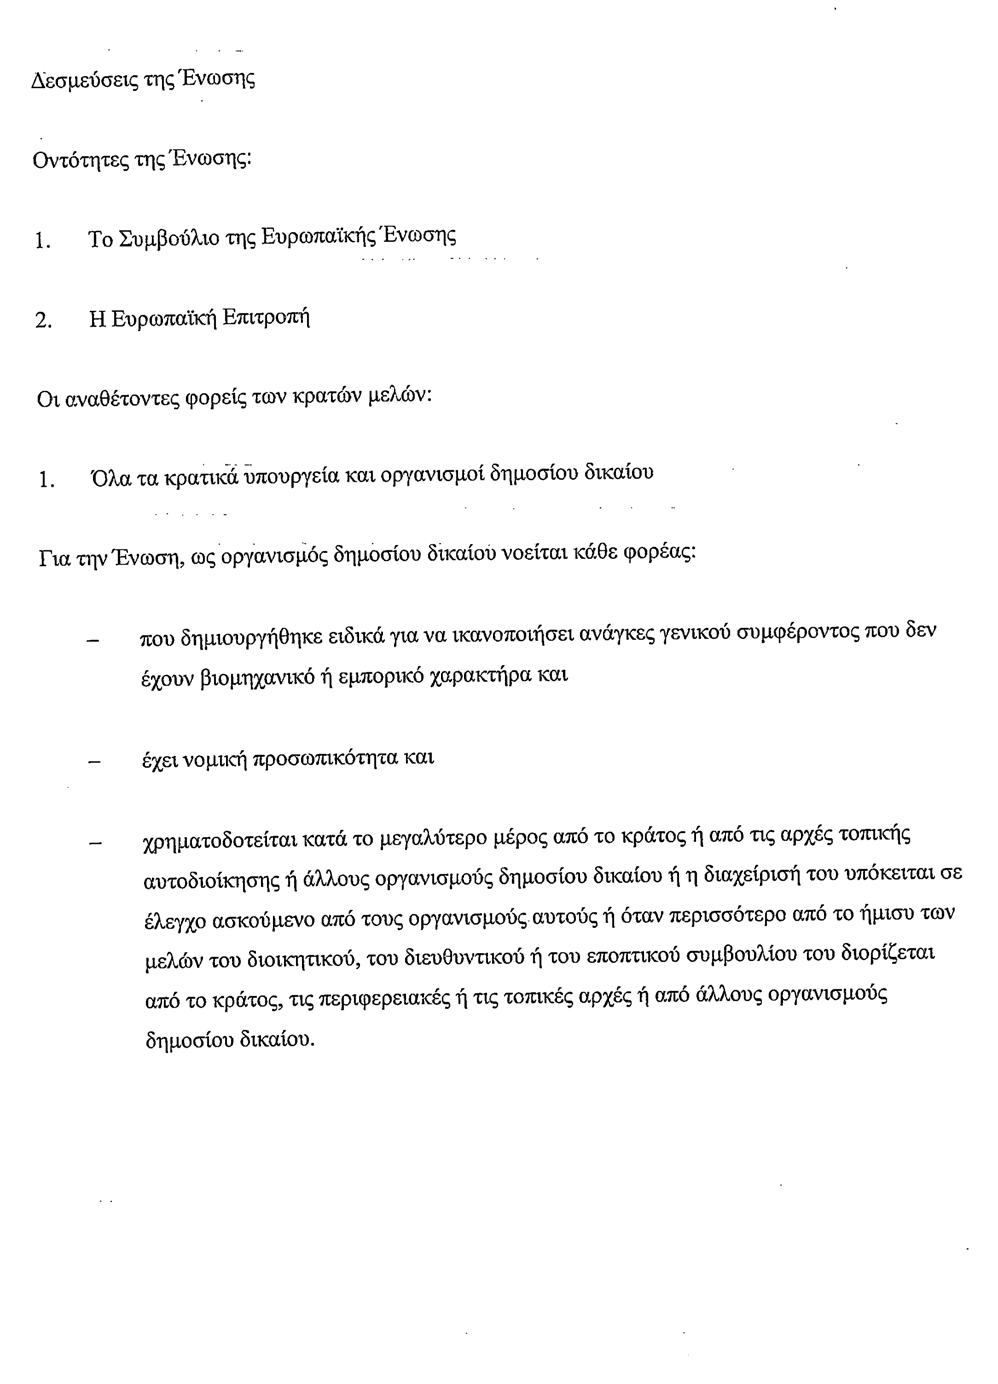 Δεσμεύσεις της Ένωσης
Οντότητες της Ένωσης:
1. Το Συμβούλιο της Ευρωπαϊκής Ένωσης
2. Η Ευρωπαϊκή Επιτροπή
Οι αναθέτοντες φορείς των κρατών μελών:
1. Όλα τα κρατικά υπουργεία και οργανισμοί δημοσίου δικαίου
Για την Ένωση, ως οργανισμός δημοσίου δικαίου νοείται κάθε φορέας:
– που δημιουργήθηκε ειδικά για να ικανοποιήσει ανάγκες γενικού συμφέροντος που δεν
έχουν βιομηχανικό ή εμπορικό χαρακτήρα και
– έχει νομική προσωπικότητα και
– χρηματοδοτείται κατά το μεγαλύτερο μέρος από το κράτος ή από τις αρχές τοπικής
αυτοδιοίκησης ή άλλους οργανισμούς δημοσίου δικαίου ή η διαχείρισή του υπόκειται σε
έλεγχο ασκούμενο από τους οργανισμούς αυτούς ή όταν περισσότερο από το ήμισυ των
μελών του διοικητικού, του διευθυντικού ή του εποπτικού συμβουλίου του διορίζεται
από το κράτος, τις περιφερειακές ή τις τοπικές αρχές ή από άλλους οργανισμούς
δημοσίου δικαίου.